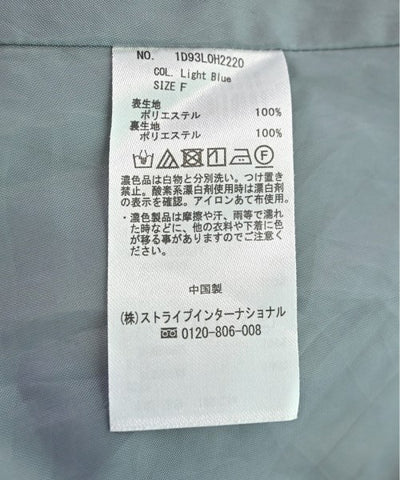 NO. 1D93L0H2220
COL. Light Blue
SIZE F
表生地
ポリエステル 100%
裏生地
ポリエステル 100%
濃色品は白物と分別洗い。つけ置き
禁止。酸素系漂白剤使用時は漂白剤
の表示を確認。アイロンあて布使用。
・濃色製品は摩擦や汗、雨等で濡れ
た時などに、他の衣料や下着に色
が移る事がありますのでご注意く
ださい。
中国製
(株)ストライプインターナショナル
0120-806-008